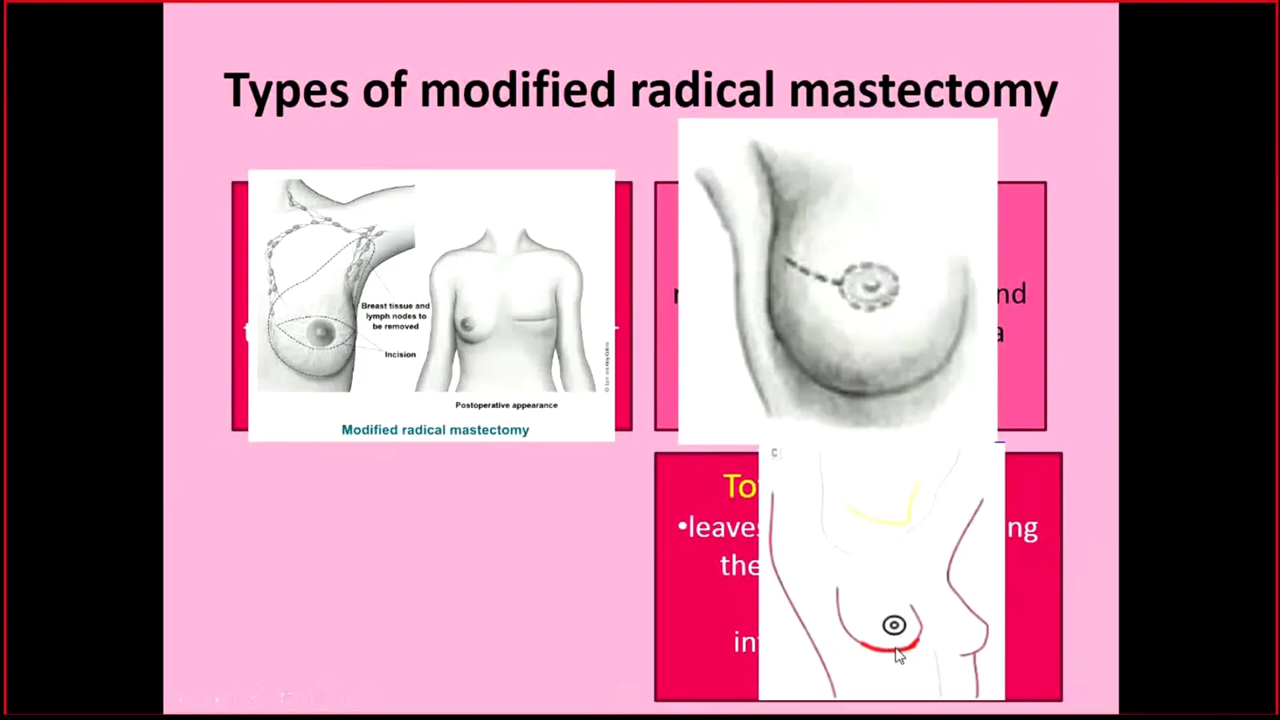 Types of modified radical mastectomy
Breast tissue and
lymph nodes to
be removed
Incision
Postoperative appearance
Modified radical mastectomy
nd
a
C
To
•leaves
ng
the
in